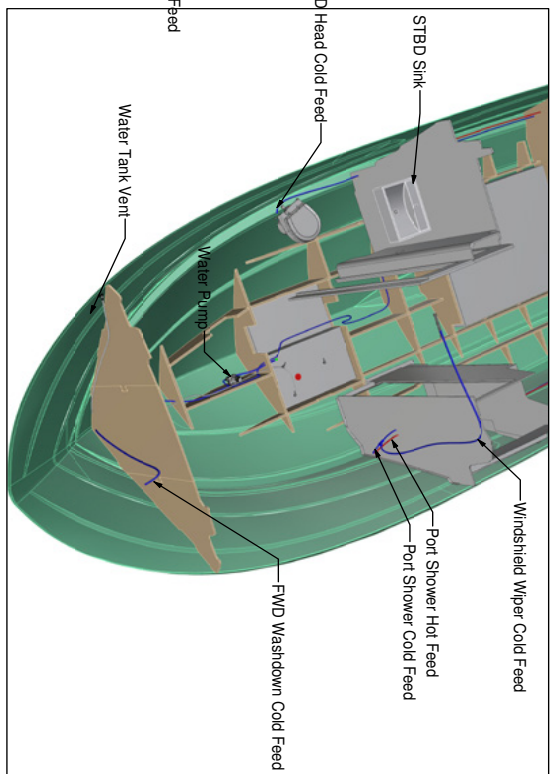 STBD Sink
D Head Cold Feed
Feed
Water Tank Vent
Water Pump
Windshield Wiper Cold Feed
Port Shower Hot Feed
Port Shower Cold Feed
FWD Washdown Cold Feed